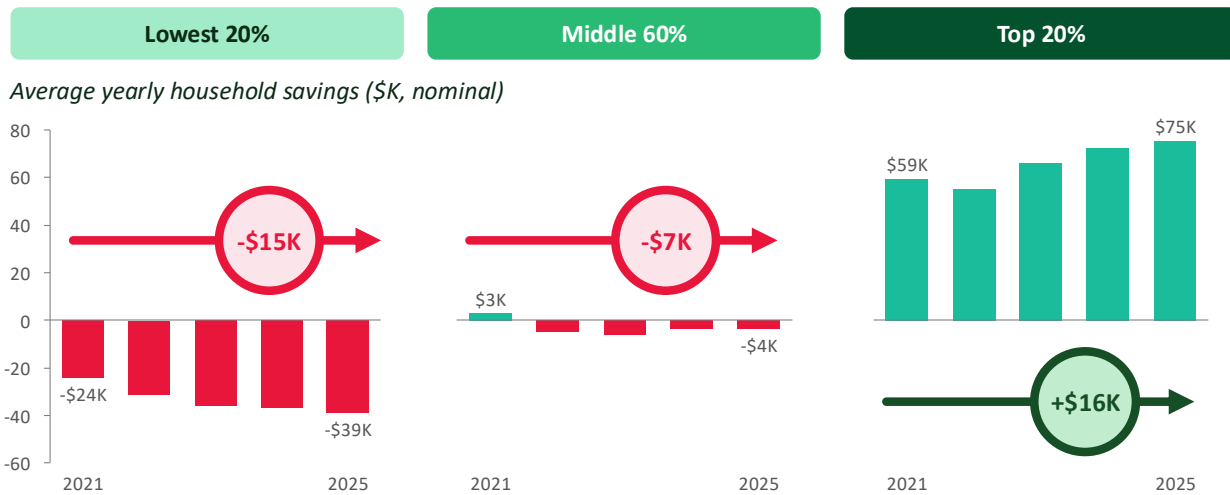 Lowest 20%
Middle 60%
Top 20%
Average yearly household savings ($K, nominal)
80
60
40
20
0
-20
-40
-60
-$15K
-$24K
-$39K
2021
2025
-$7K
$3K
-$4K
2021
2025
$59K
$75K
+$16K
2021
2025